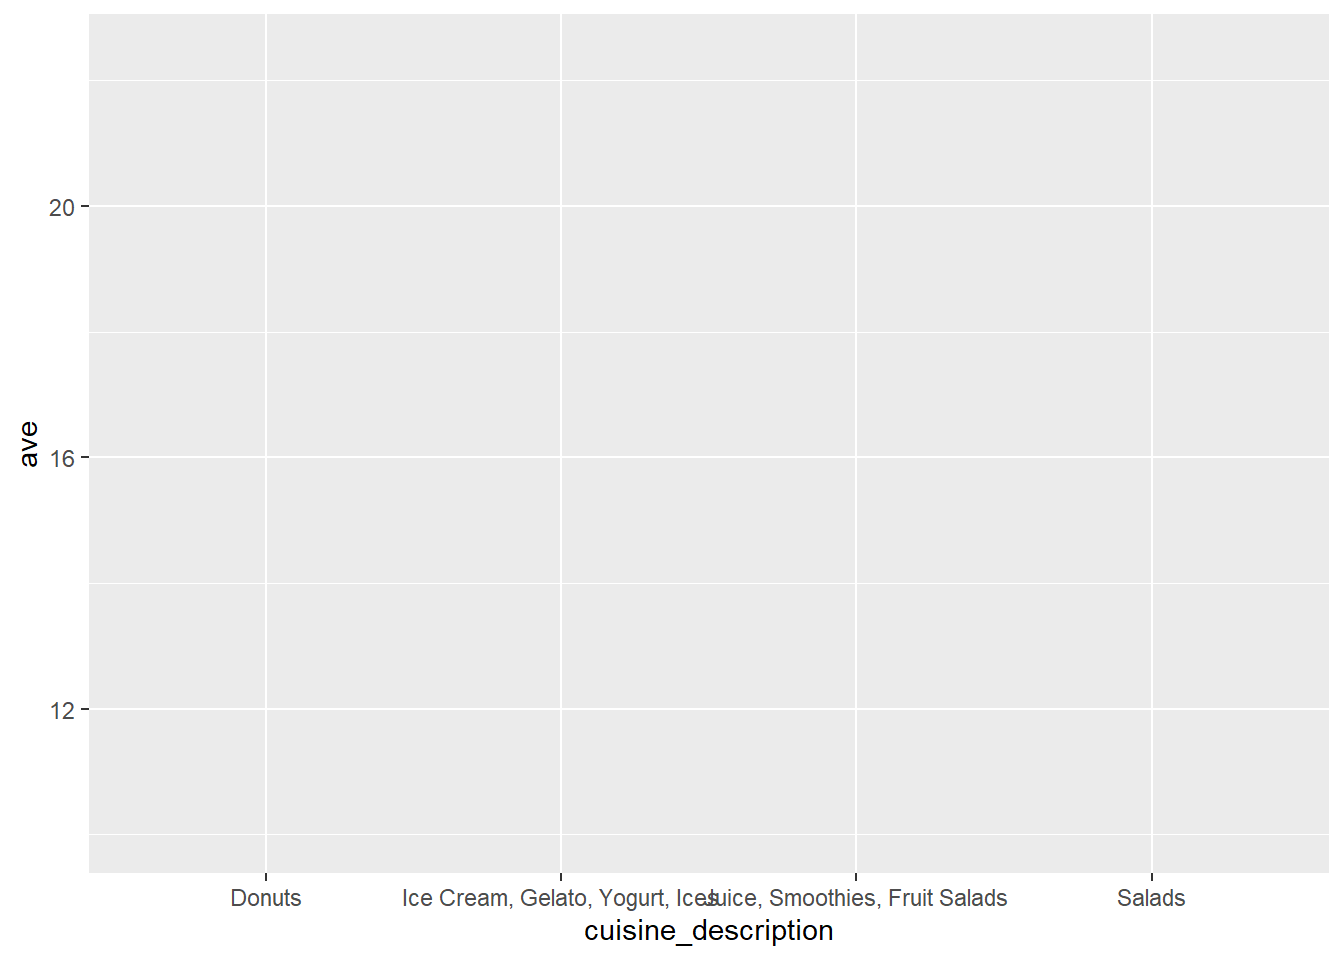 20
ave
16
12
Donuts
Ice Cream, Gelato, Yogurt, Ices
Juice, Smoothies, Fruit Salads
Salads
cuisine_description